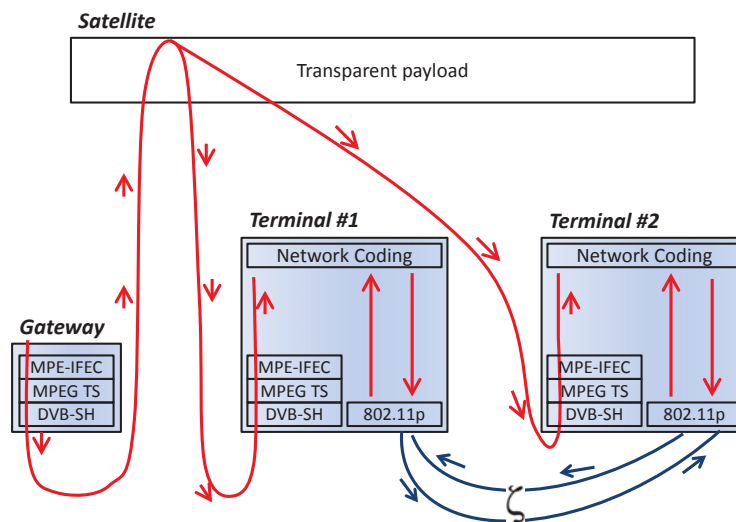 Satellite
Transparent payload
Terminal #1
Terminal #2
Network Coding
Network Coding
Gateway
MPE-IFEC
MPEG TS
DVB-SH
MPE-IFEC
MPEG TS
DVB-SH
802.11p
MPE-IFEC
MPEG TS
DVB-SH
802.11p
ζ